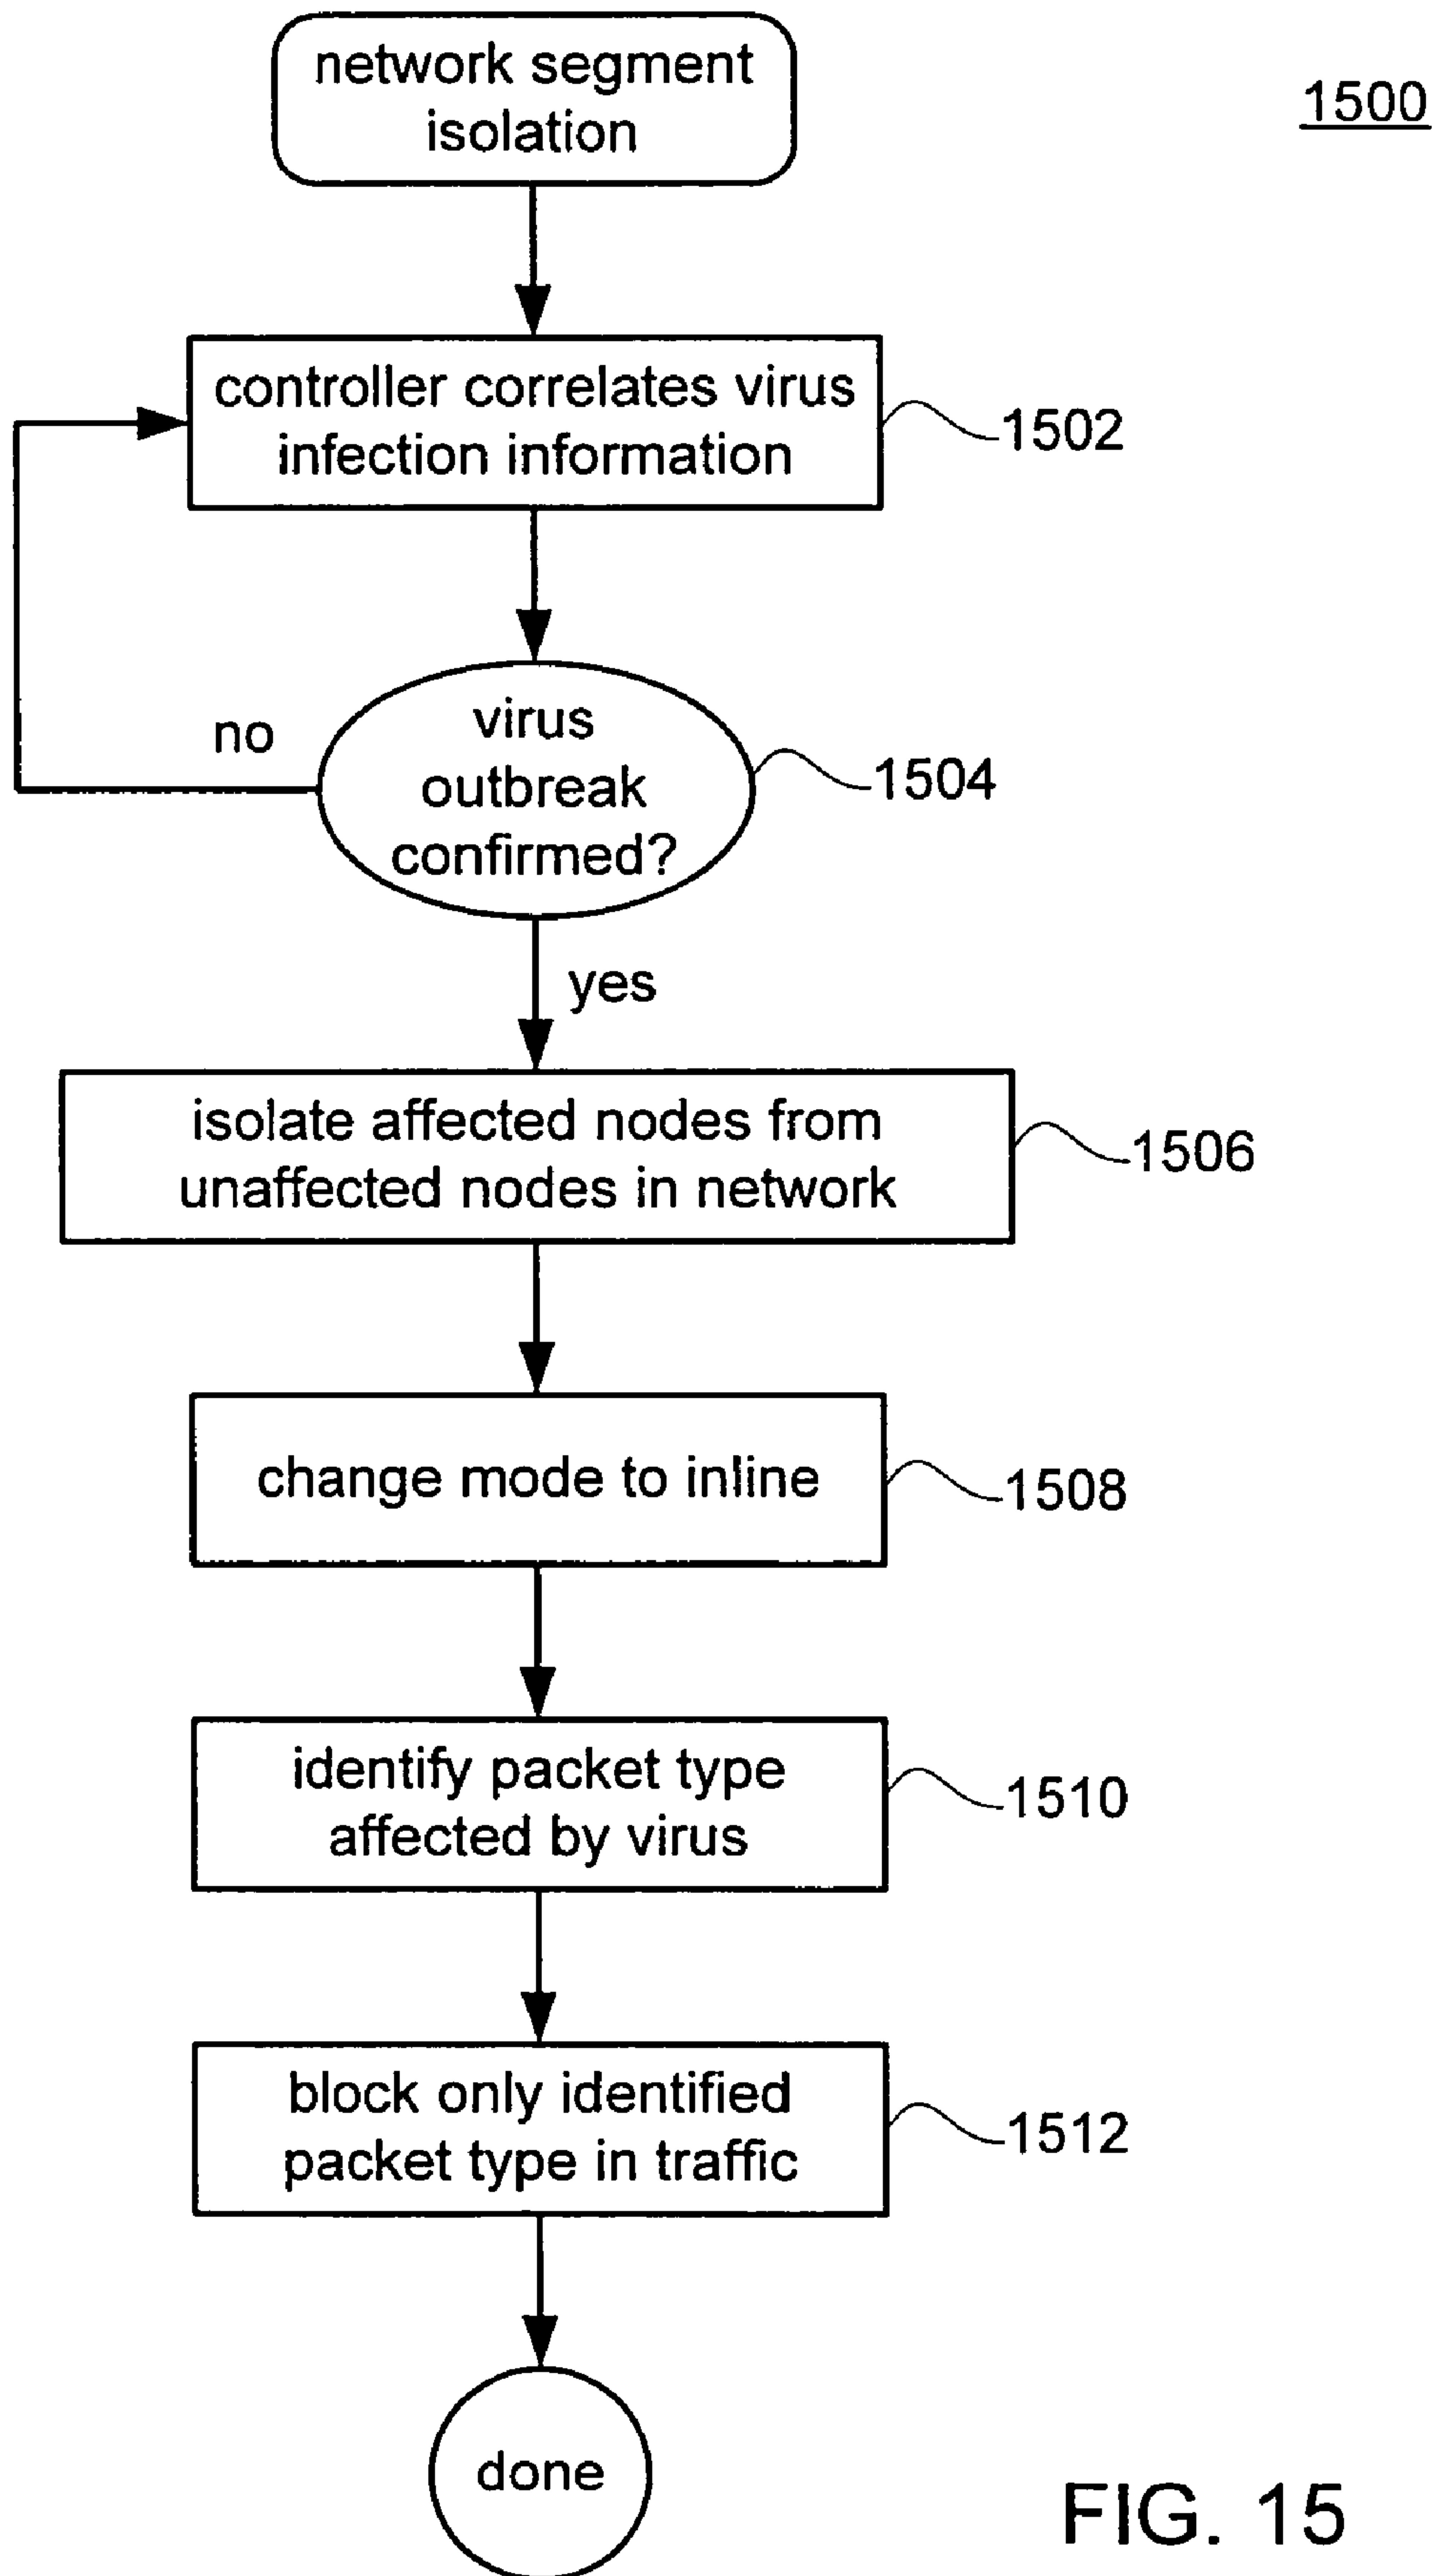 network segment
isolation
1500
controller correlates virus
infection information
1502
virus
outbreak
confirmed?
no
1504
yes
isolate affected nodes from
unaffected nodes in network
1506
change mode to inline
1508
identify packet type
affected by virus
1510
block only identified
packet type in traffic
1512
done
FIG. 15